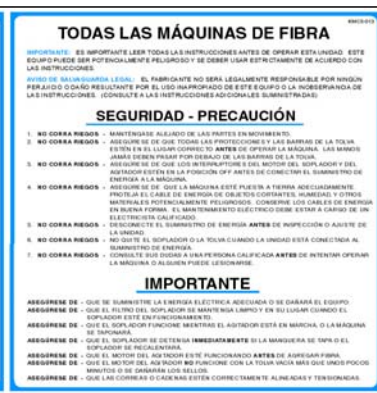 69MCS-013
TODAS LAS MÁQUINAS DE FIBRA
IMPORTANTE: ES IMPORTANTE LEER TODAS LAS INSTRUCCIONES ANTES DE OPERAR ESTA UNIDAD. ESTE
EQUIPO PUEDE SER POTENCIALMENTE PELIGROSO Y SE DEBER USAR ESTRICTAMENTE DE ACUERDO CON
LAS INSTRUCCIONES.
AVISO DE SALVAGUARDA LEGAL: EL FABRICANTE NO SERÁ LEGALMENTE RESPONSABLE POR NINGÚN
PERJUICIO O DAÑO RESULTANTE POR EL USO INAPROPIADO DE ESTE EQUIPO O LA INOBSERVANCIA DE
LAS INSTRUCCIONES. (CONSULTE A LAS INSTRUCCIONES ADICIONALES SUMINISTRADAS)
SEGURIDAD - PRECAUCIÓN
1. NO CORRA RIEGOS - MANTÉNGASE ALEJADO DE LAS PARTES EN MOVIMIENTO.
2. NO CORRA RIEGOS - ASEGÚRESE DE QUE TODAS LAS PROTECCIONES Y LAS BARRAS DE LA TOLVA
ESTÉN EN EL LUGAR CORRECTO ANTES DE OPERAR LA MÁQUINA. LAS MANOS
JAMÁS DEBEN PASAR POR DEBAJO DE LAS BARRAS DE LA TOLVA.
3. NO CORRA RIEGOS - ASEGÚRESE DE QUE LOS INTERRUPTORES DEL MOTOR DEL SOPLADOR Y DEL
AGITADOR ESTÉN EN LA POSICIÓN OFF ANTES DE CONECTAR EL SUMINISTRO DE
ENERGÍA A LA MÁQUINA.
4. NO CORRA RIEGOS - ASEGÚRESE DE QUE LA MÁQUINA ESTÉ PUESTA A TIERRA ADECUADAMENTE
PROTEJA EL CABLE DE ENERGÍA DE OBJETOS CORTANTES, HUMEDAD, Y OTROS
MATERIALES POTENCIALMENTE PELIGROSOS. CONSERVE LOS CABLES DE ENERGÍA
EN BUENA FORMA. EL MANTENIMIENTO ELÉCTRICO DEBE ESTAR A CARGO DE UN
ELECTRICISTA CALIFICADO.
5. NO CORRA RIEGOS - DESCONECTE EL SUMINISTRO DE ENERGÍA ANTES DE INSPECCIÓN O AJUSTE DE
LA UNIDAD.
6. NO CORRA RIEGOS - NO QUITE EL SOPLADOR O LA TOLVA CUANDO LA UNIDAD ESTÁ CONECTADA AL
SUMINISTRO DE ENERGÍA.
7. NO CORRA RIEGOS - CONSULTE SUS DUDAS A UNA PERSONA CALIFICADA ANTES DE INTENTAR OPERAR
LA MÁQUINA O ALGUIEN PUEDE LESIONARSE.
IMPORTANTE
ASEGÚRESE DE - QUE SE SUMINISTRE LA ENERGÍA ELÉCTRICA ADECUADA O SE DAÑARÁ EL EQUIPO.
ASEGÚRESE DE - QUE EL FILTRO DEL SOPLADOR SE MANTENGA LIMPIO Y EN SU LUGAR CUANDO EL
SOPLADOR ESTÉ EN FUNCIONAMIENTO.
ASEGÚRESE DE - QUE EL SOPLADOR FUNCIONE MIENTRAS EL AGITADOR ESTÁ EN MARCHA, O LA MÁQUINA
SE TAPONARÁ.
ASEGÚRESE DE - QUE EL SOPLADOR SE DETENGA INMEDIATAMENTE SI LA MANGUERA SE TAPA O EL
SOPLADOR SE RECALENTARÁ.
ASEGÚRESE DE - QUE EL MOTOR DEL AGITADOR ESTÉ FUNCIONANDO ANTES DE AGREGAR FIBRA.
ASEGÚRESE DE - QUE EL MOTOR DEL AGITADOR NO FUNCIONE CON LA TOLVA VACÍA MÁS QUE UNOS POCOS
MINUTOS O SE DAÑARÁN LOS SELLOS.
ASEGÚRESE DE - QUE LAS CORREAS O CADENAS ESTÉN CORRECTAMENTE ALINEADAS Y TENSIONADAS.